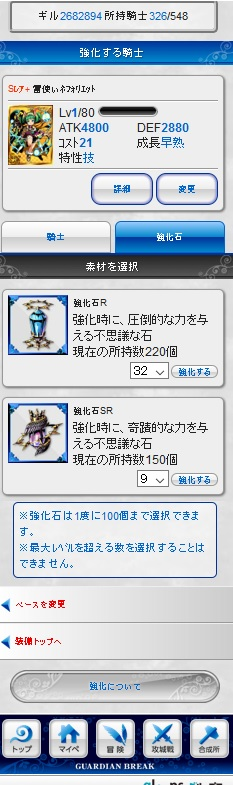 ギル2682894 所持騎士326/548
強化する騎士
Sレア+ 雷使いネフォリエット
Lv1/80
ATK4800 DEF2880
コスト21 成長早熟
特性技
詳細 変更
騎士 強化石
素材を選択
強化石R
強化時に、圧倒的な力を与
える不思議な石
現在の所持数220個
32 強化する
強化石SR
強化時に、奇蹟的な力を与
える不思議な石
現在の所持数150個
9 強化する
※強化石は1度に100個まで選択できま
す。
※最大レベルを超える数を選択することは
できません。
ベースを変更
装備トップへ
強化について
トップ マイページ 冒険 攻城戦 合成所
GUARDIAN BREAK